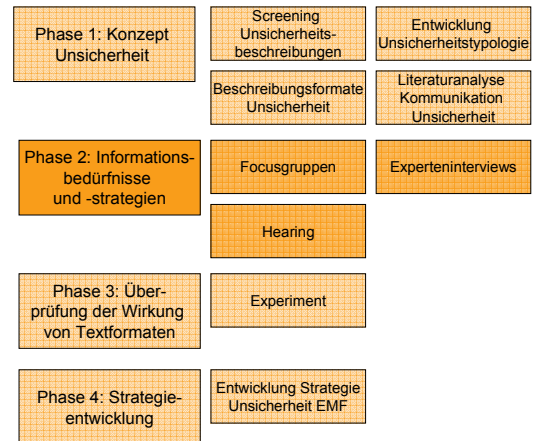 Phase 1: Konzept
Unsicherheit
Screening
Unsicherheits-
beschreibungen
Entwicklung
Unsicherheitstypologie
Beschreibungsformate
Unsicherheit
Literaturanalyse
Kommunikation
Unsicherheit
Phase 2: Informations-
bedürfnisse
und -strategien
Focusgruppen
Experteninterviews
Hearing
Phase 3: Über-
prüfung der Wirkung
von Textformaten
Experiment
Phase 4: Strategie-
entwicklung
Entwicklung Strategie
Unsicherheit EMF